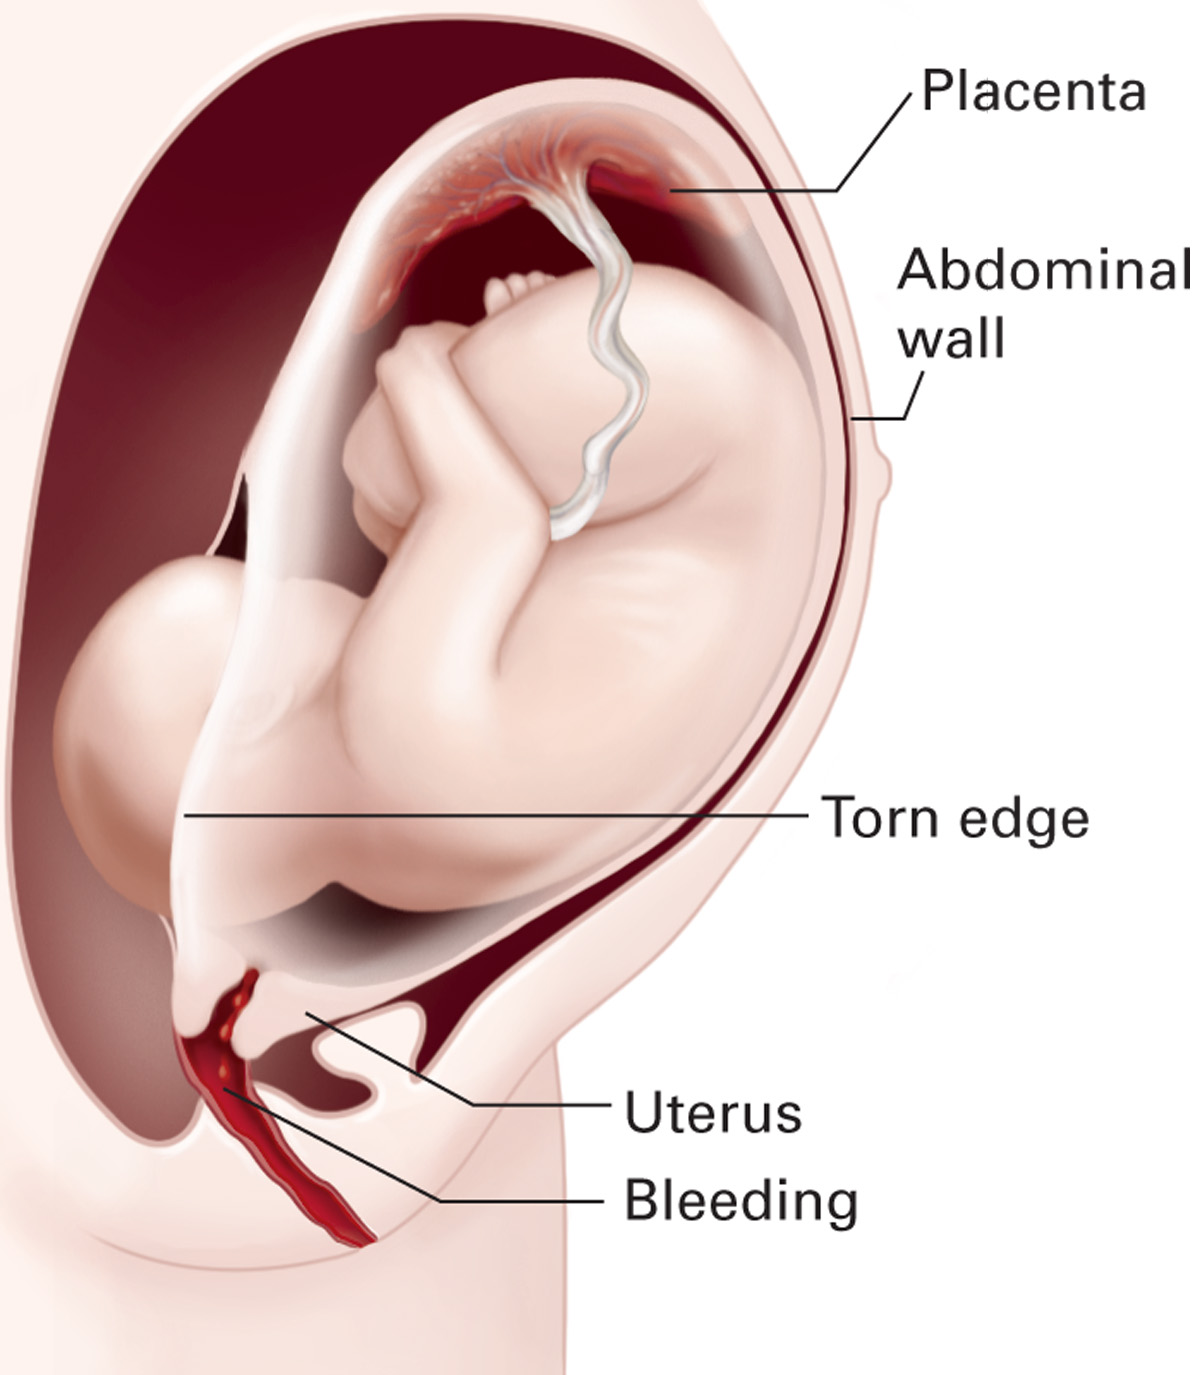 Placenta
Abdominal
wall
Torn edge
Uterus
Bleeding